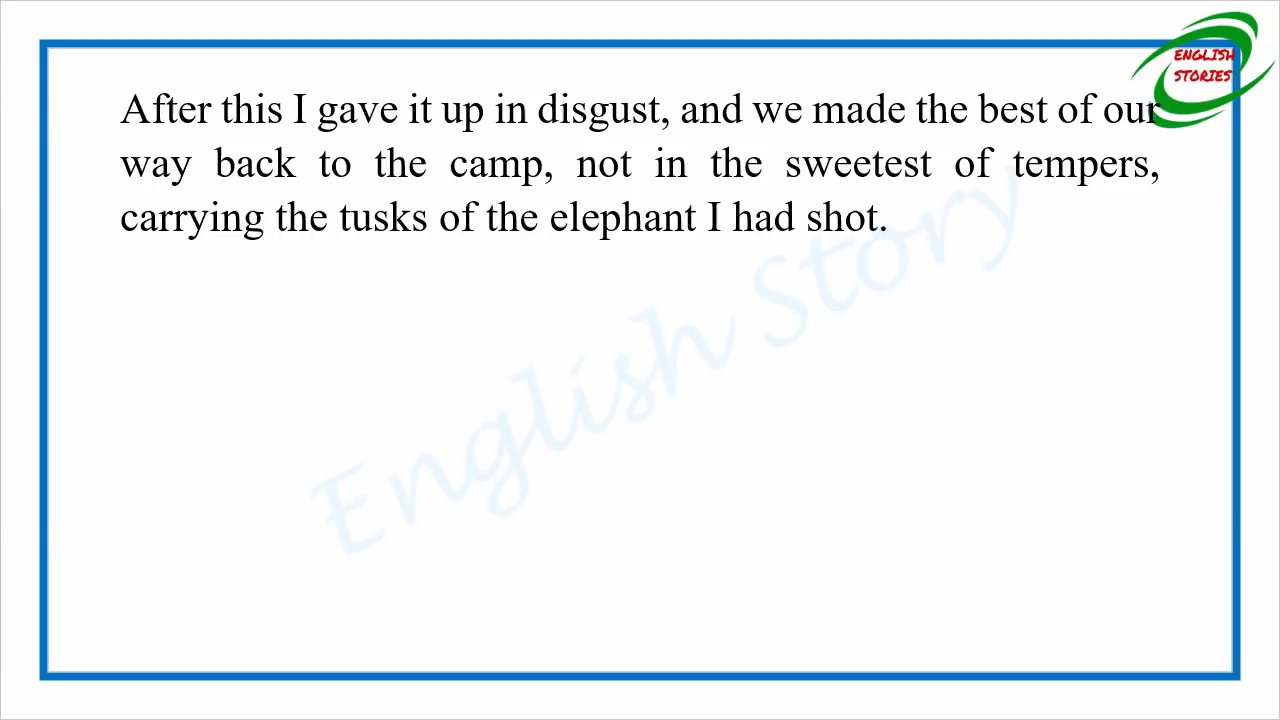 ENGLISH
STORIES
After this I gave it up in disgust, and we made the best of our
way back to the camp, not in the sweetest of tempers,
carrying the tusks of the elephant I had shot.
English Story